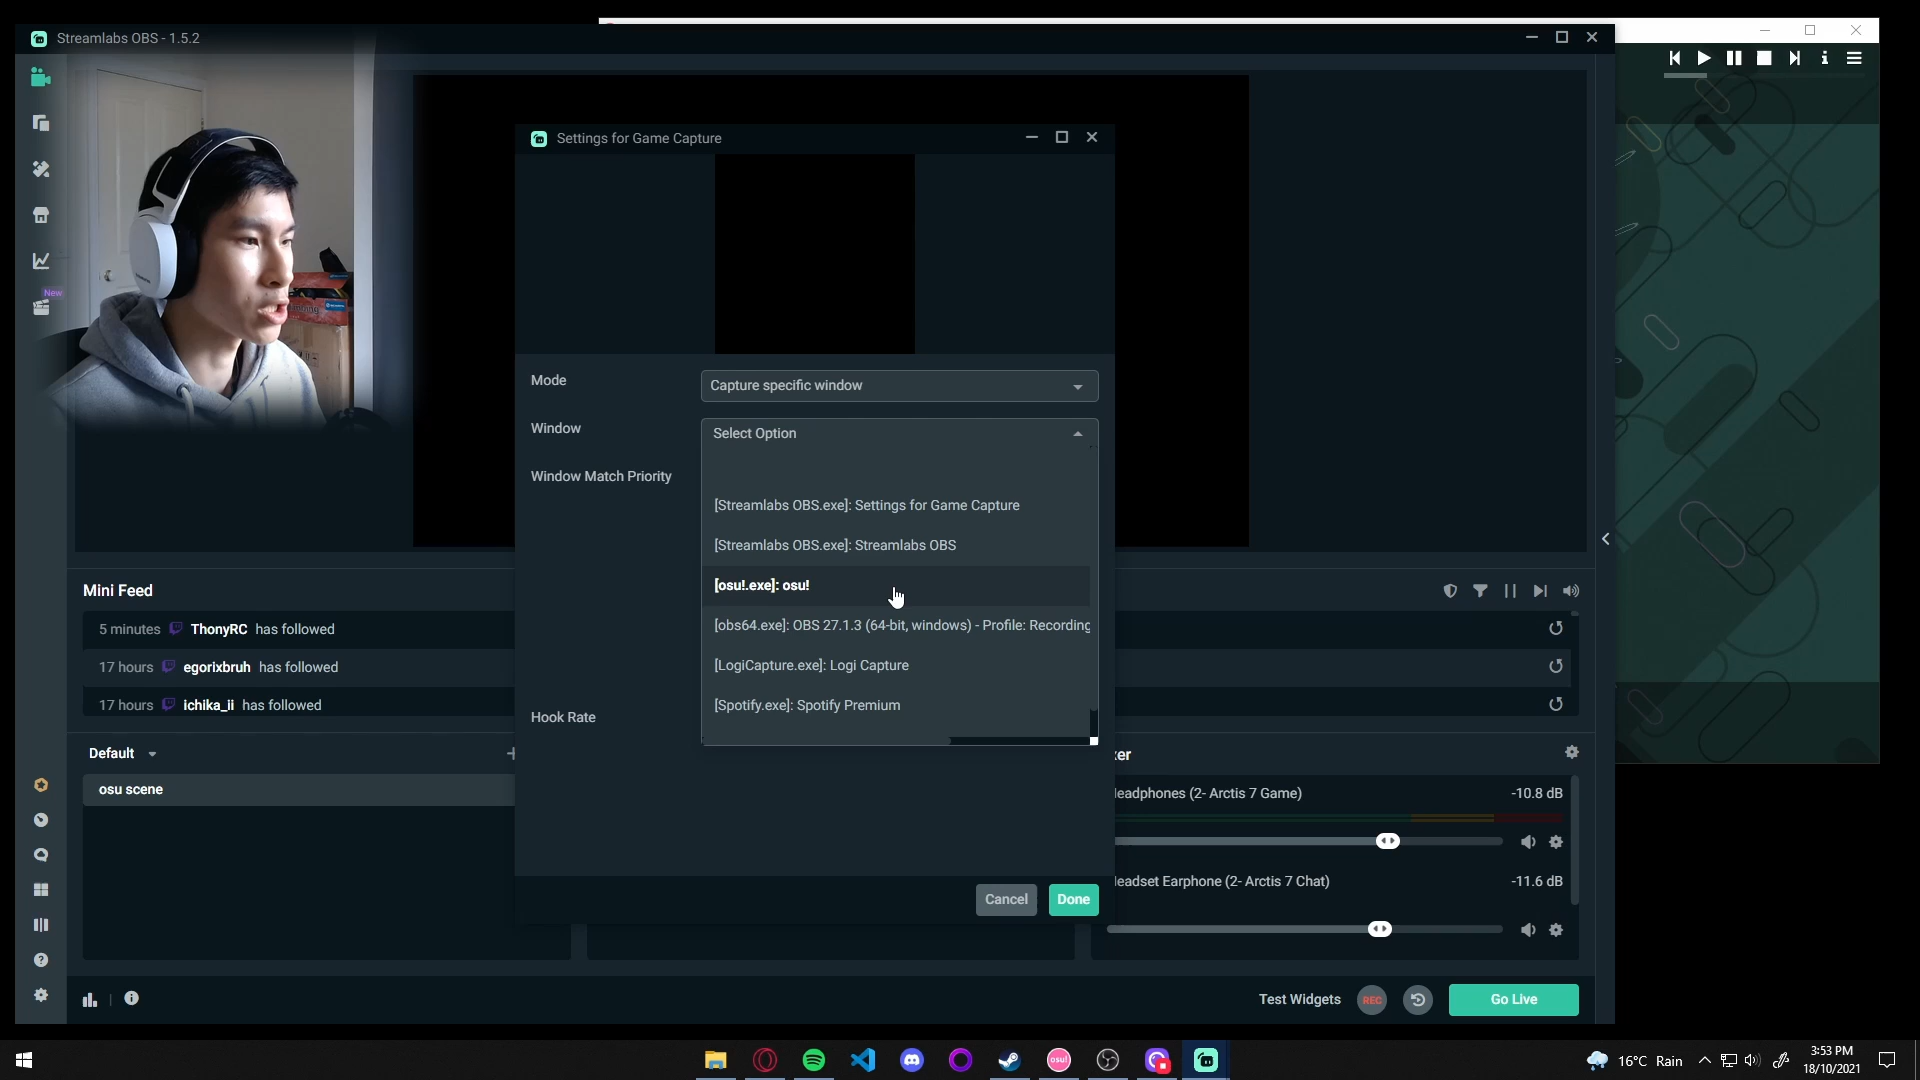 Streamlabs OBS - 1.5.2
New
Settings for Game Capture
Mode
Capture specific window
Window
Select Option
Window Match Priority
[Streamlabs OBS.exe]: Settings for Game Capture
[Streamlabs OBS.exe]: Streamlabs OBS
[osu!.exe]: osu!
[obs64.exe]: OBS 27.1.3 (64-bit, windows) - Profile: Recording
[LogiCapture.exe]: Logi Capture
[Spotify.exe]: Spotify Premium
Hook Rate
Cancel
Done
Mini Feed
5 minutes ThonyRC has followed
17 hours egorixbruh has followed
17 hours ichika_ii has followed
Default
osu scene
xer
eadphones (2- Arctis 7 Game) -10.8 dB
eadset Earphone (2- Arctis 7 Chat) -11.6 dB
Test Widgets
REC
Go Live
osu!
16°C Rain
3:53 PM
18/10/2021